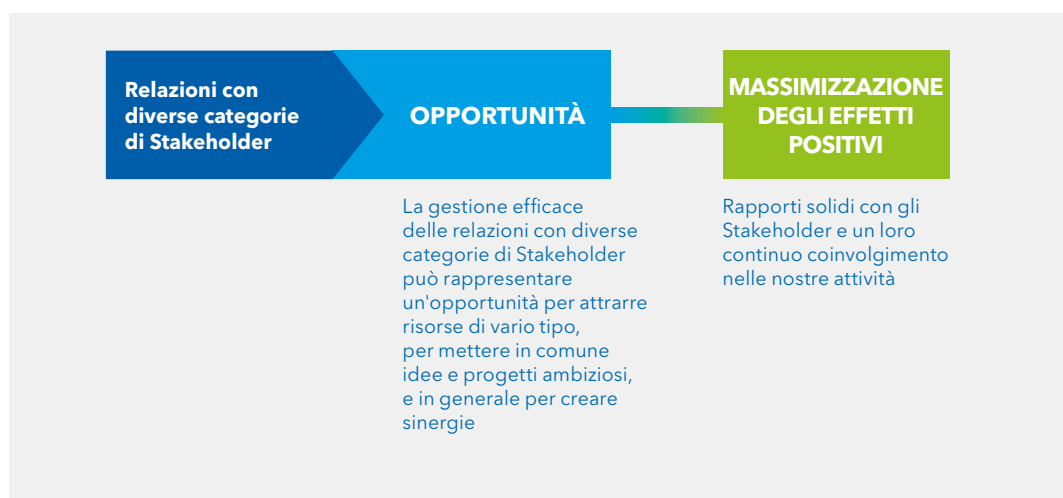 Relazioni con
diverse categorie
di Stakeholder
OPPORTUNITÀ
MASSIMIZZAZIONE
DEGLI EFFETTI
POSITIVI
La gestione efficace
delle relazioni con diverse
categorie di Stakeholder
può rappresentare
un'opportunità per attrarre
risorse di vario tipo,
per mettere in comune
idee e progetti ambiziosi,
e in generale per creare
sinergie
Rapporti solidi con gli
Stakeholder e un loro
continuo coinvolgimento
nelle nostre attività